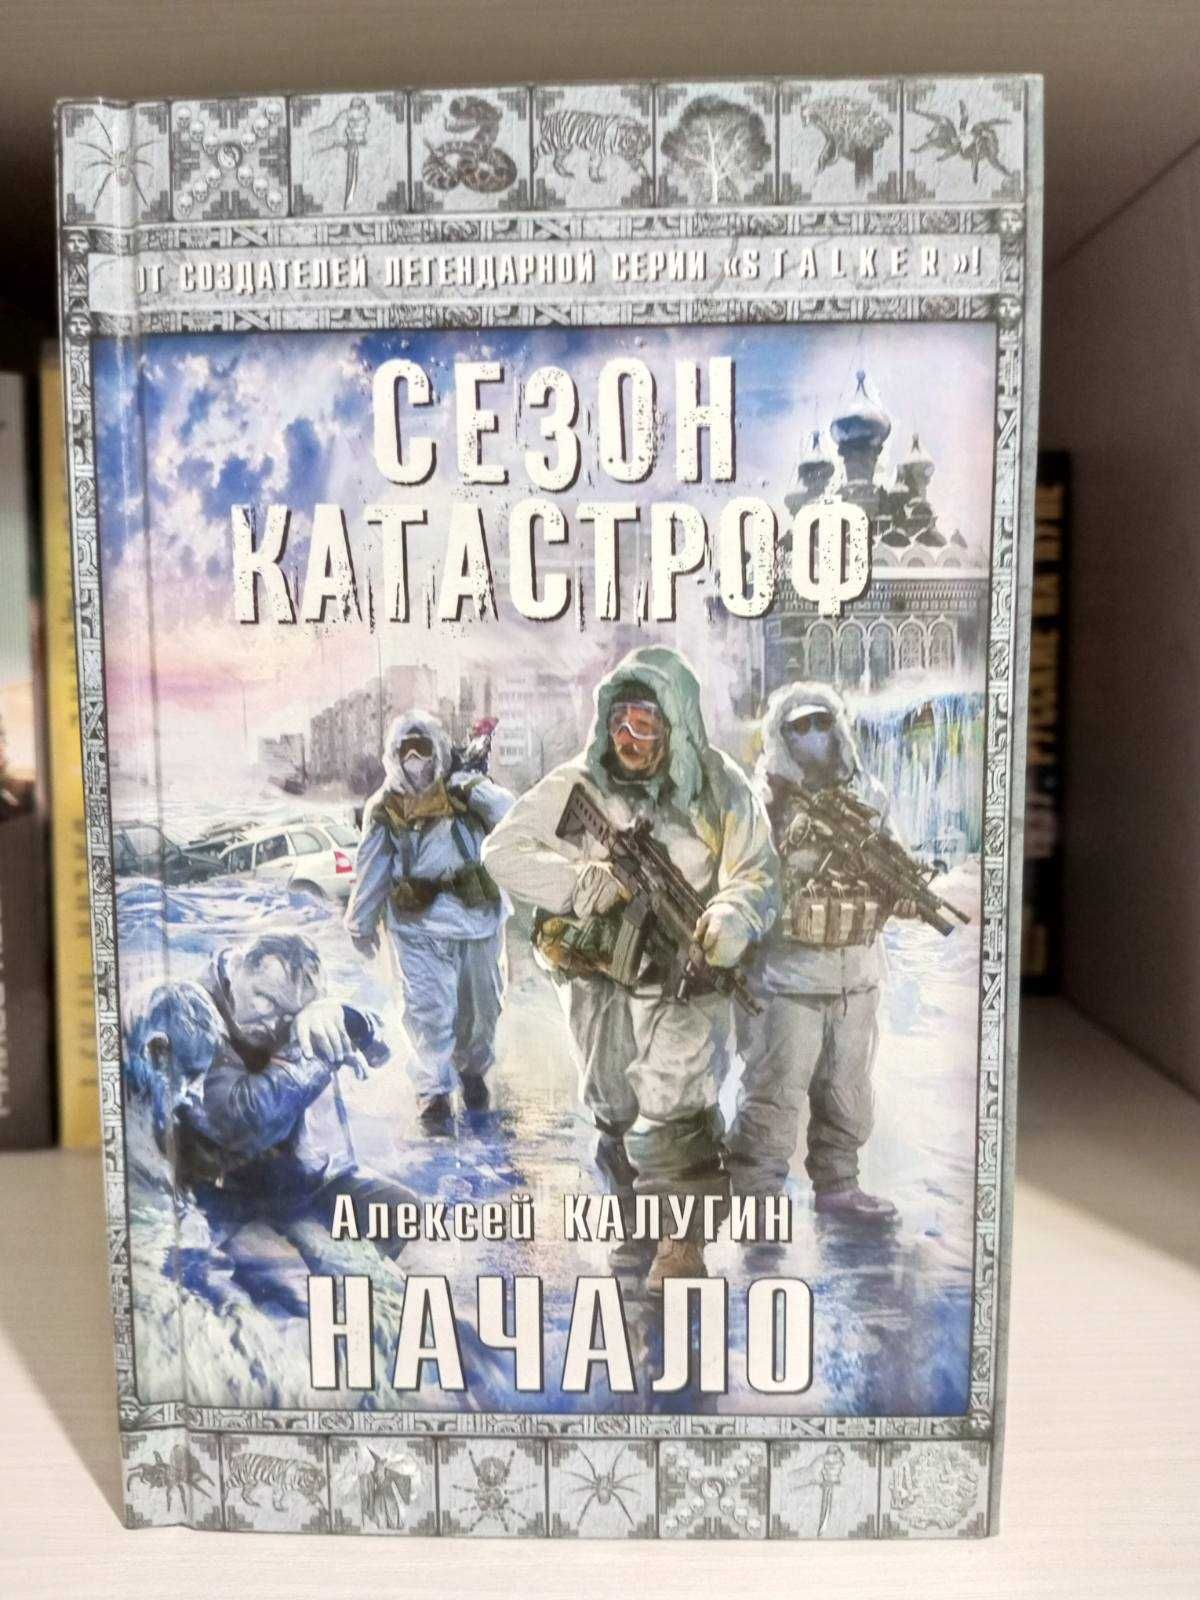 ОТ СОЗДАТЕЛЕЙ ЛЕГЕНДАРНОЙ СЕРИИ «STALKER»!
СЕЗОН
КАТАСТРОФ
Алексей КАЛУГИН
НАЧАЛО